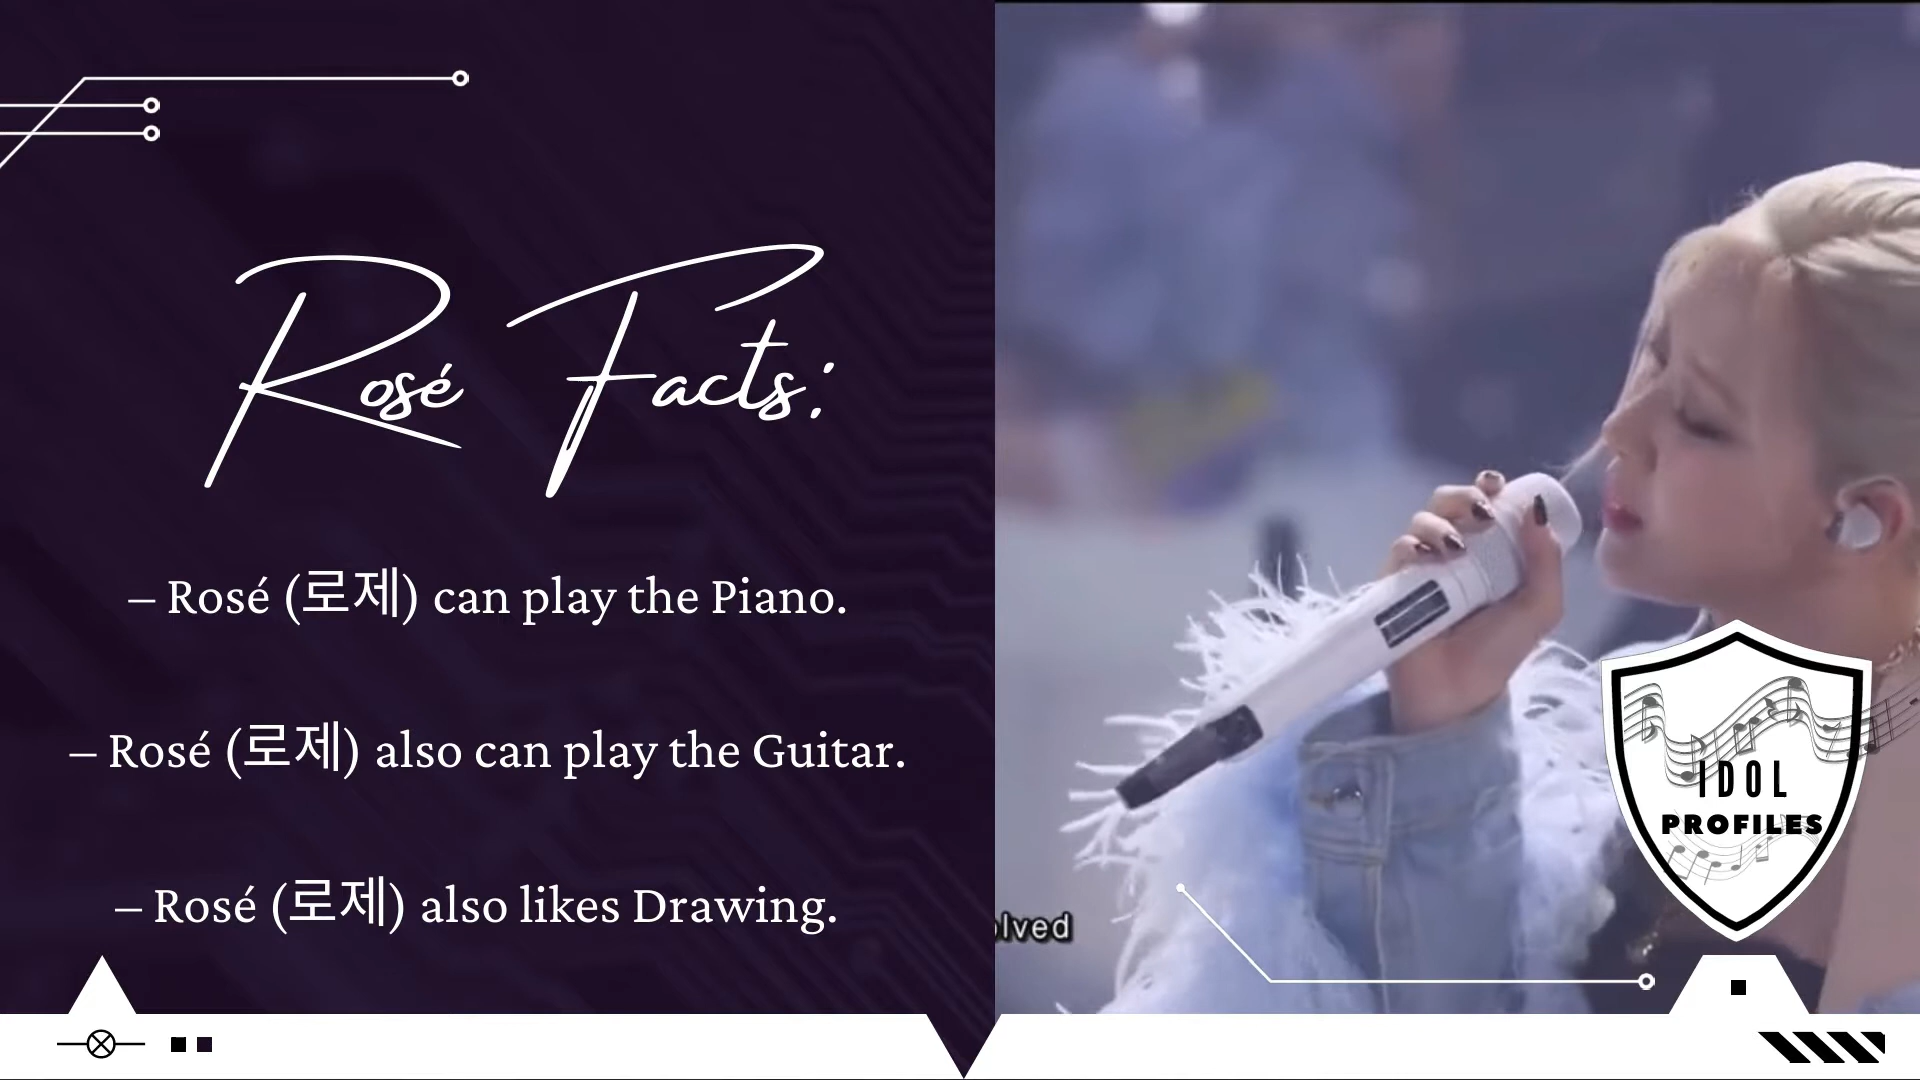 Rosé Facts:
– Rosé (로제) can play the Piano.
– Rosé (로제) also can play the Guitar.
– Rosé (로제) also likes Drawing.
olved
IDOL
PROFILES